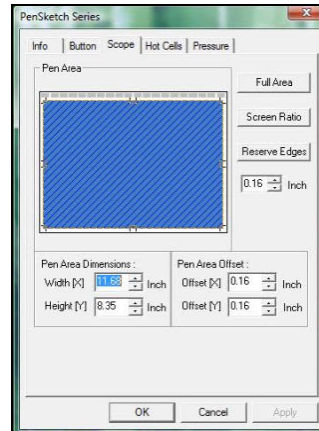 PenSketch Series
Info Button Scope Hot Cells Pressure
Pen Area
Full Area
Screen Ratio
Reserve Edges
0.16 Inch
Pen Area Dimensions :
Width [X] 11.68 Inch
Height [Y] 8.35 Inch
Pen Area Offset :
Offset [X] 0.16 Inch
Offset [Y] 0.16 Inch
OK Cancel Apply